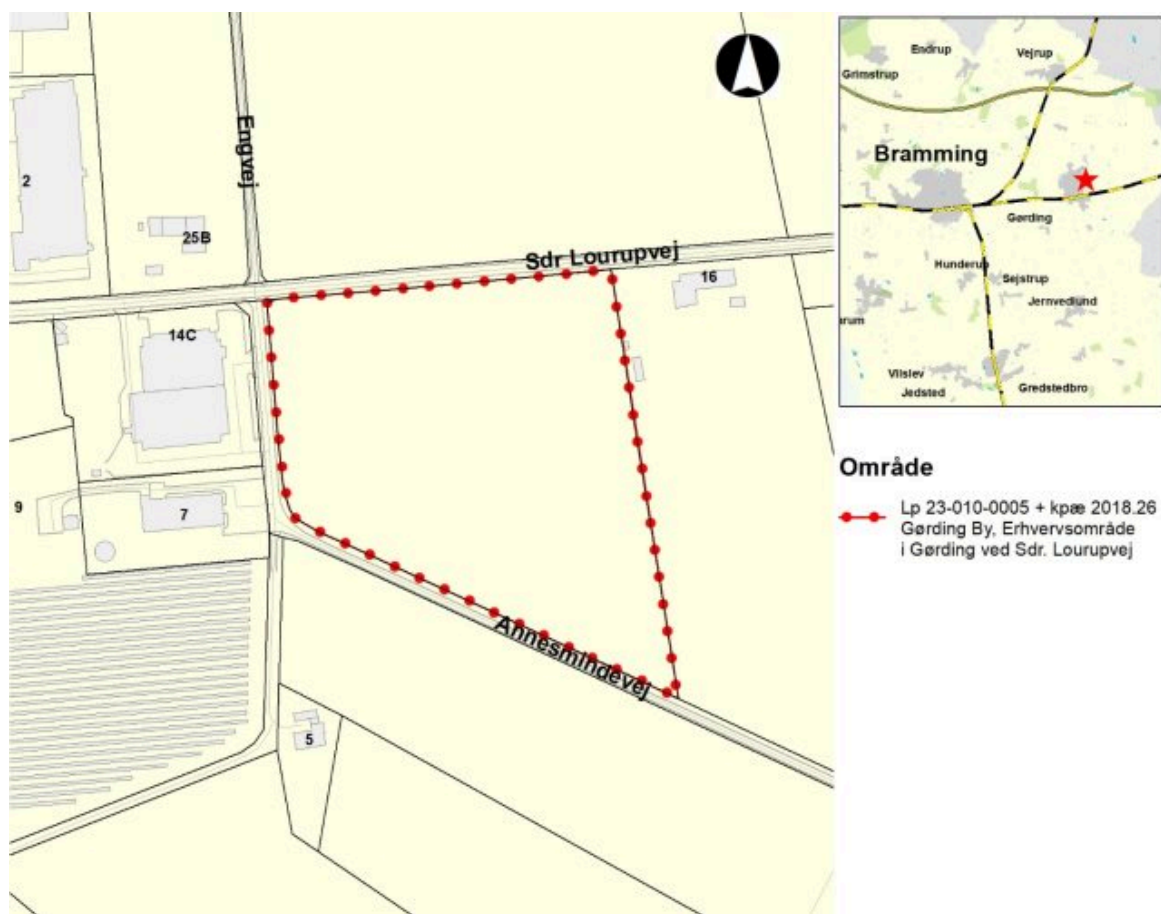 Engvej
2
25B
Sdr Lourupvej
16
14C
9
7
Annesmindevej
5
Endrup
Vejrup
Grimstrup
Bramming
Gørding
Hunderup
Sejstrup
Jernvedlund
arum
Vilslev
Jedsted
Gredstedbro
Område
Lp 23-010-0005 + kpæ 2018.26
Gørding By, Erhvervsområde
i Gørding ved Sdr. Lourupvej